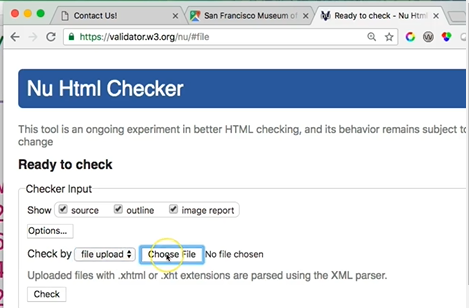 Contact Us!
San Francisco Museum of
Ready to check - Nu Html
https://validator.w3.org/nu/#file
Nu Html Checker
This tool is an ongoing experiment in better HTML checking, and its behavior remains subject to
change
Ready to check
Checker Input
Show source outline image report
Options...
Check by file upload Choose File No file chosen
Uploaded files with .xhtml or .xht extensions are parsed using the XML parser.
Check